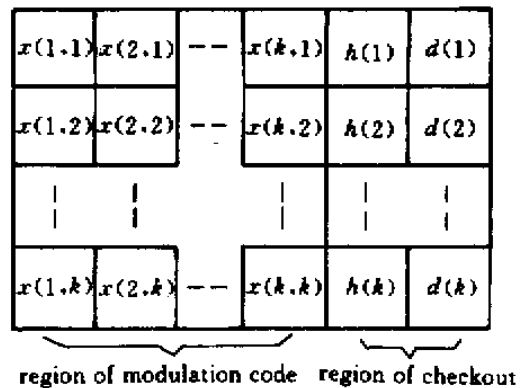 x(1.1) x(2.1) -- x(k.1) h(1) d(1)
x(1.2) x(2.2) -- x(k.2) h(2) d(2)
x(1.k) x(2.k) -- x(k.k) h(k) d(k)
region of modulation code region of checkout